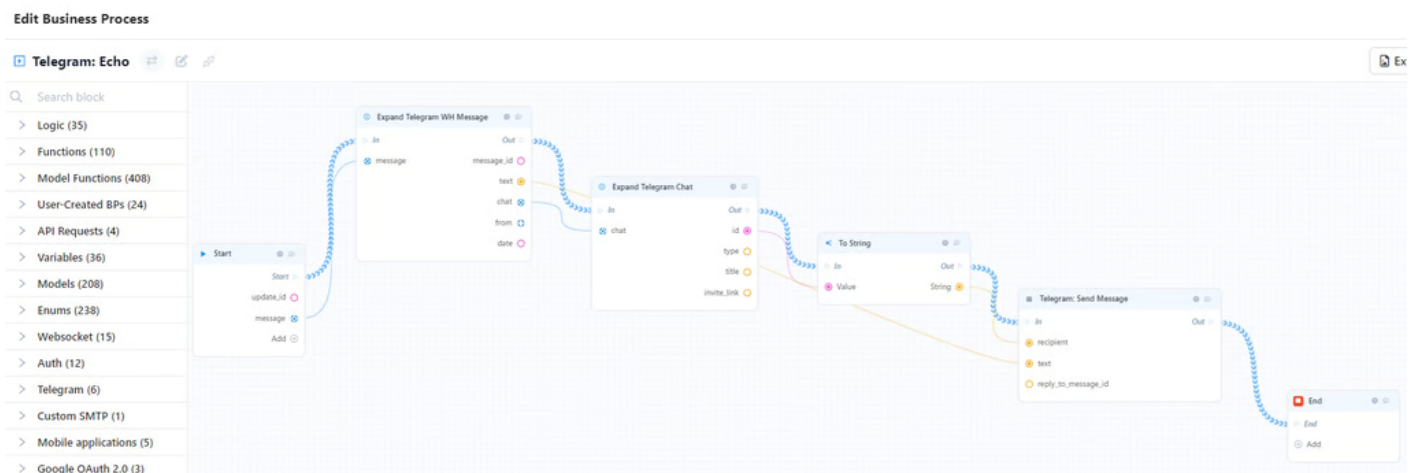 Edit Business Process
Telegram: Echo
Ex
Search block
Logic (35)
Functions (110)
Model Functions (408)
User-Created BPs (24)
API Requests (4)
Variables (36)
Models (208)
Enums (238)
Websocket (15)
Auth (12)
Telegram (6)
Custom SMTP (1)
Mobile applications (5)
Google OAuth 2.0 (3)
Start
Start
update_id
message
Add
Expand Telegram WH Message
In Out
message message_id
text
chat
from
date
Expand Telegram Chat
In Out
chat id
type
title
invite_link
To String
In Out
Value String
Telegram: Send Message
In Out
recipient
text
reply_to_message_id
End
End
Add